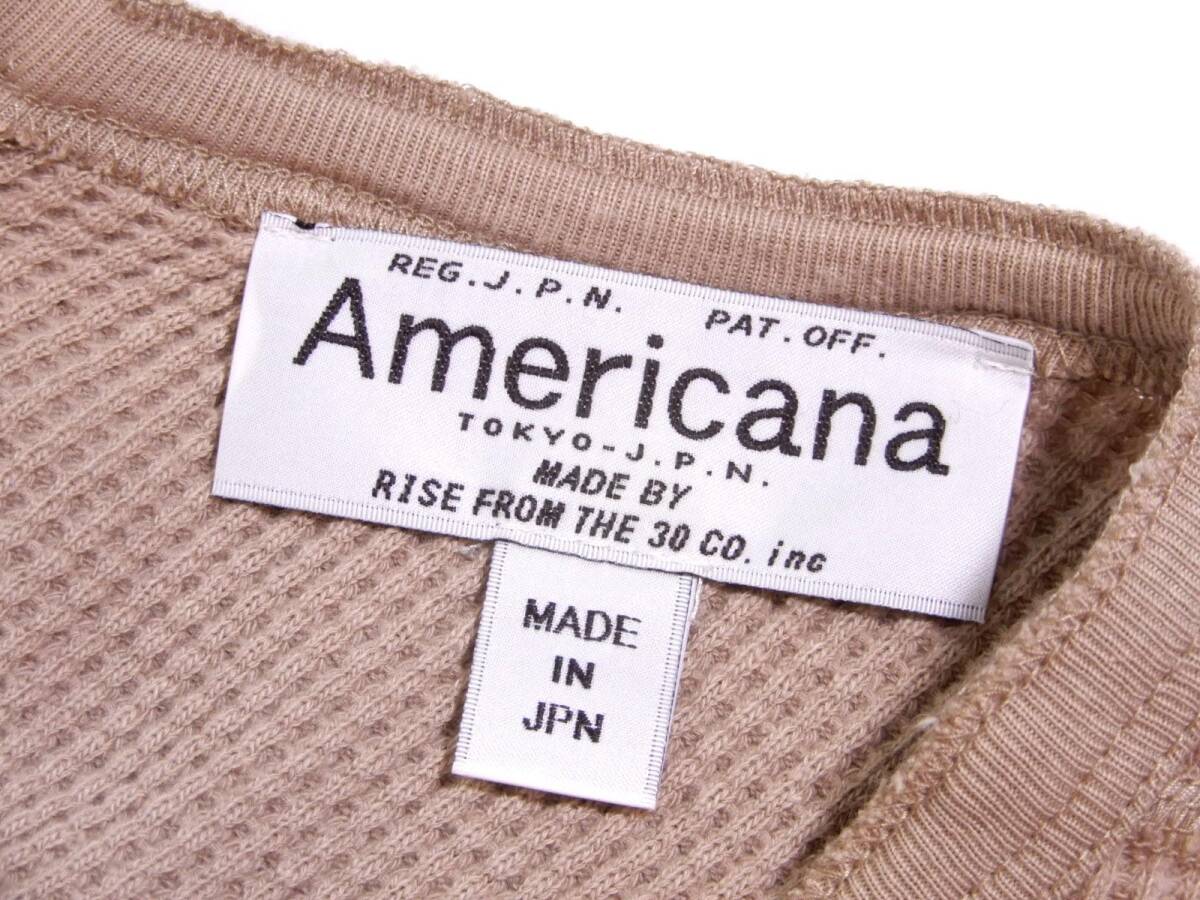 REG.J.P.N. PAT.OFF.
Americana
TOKYO-J.P.N.
MADE BY
RISE FROM THE 30 CO. inc
MADE
IN
JPN